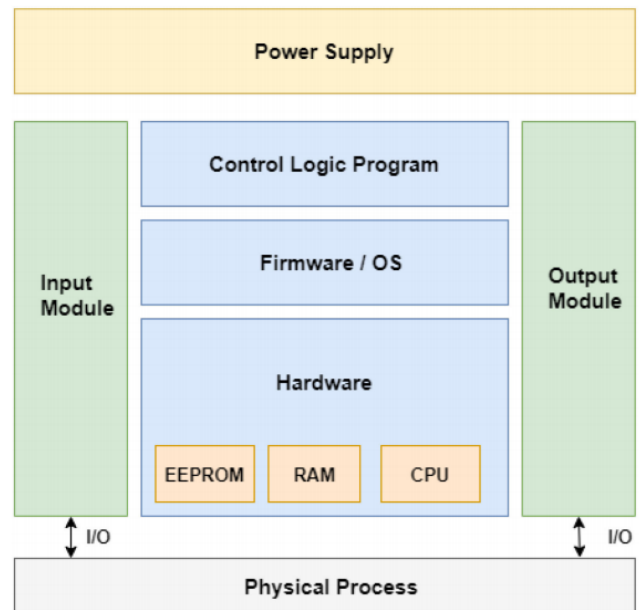 Power Supply
Control Logic Program
Firmware / OS
Input
Module
Output
Module
Hardware
EEPROM
RAM
CPU
I/O
I/O
Physical Process